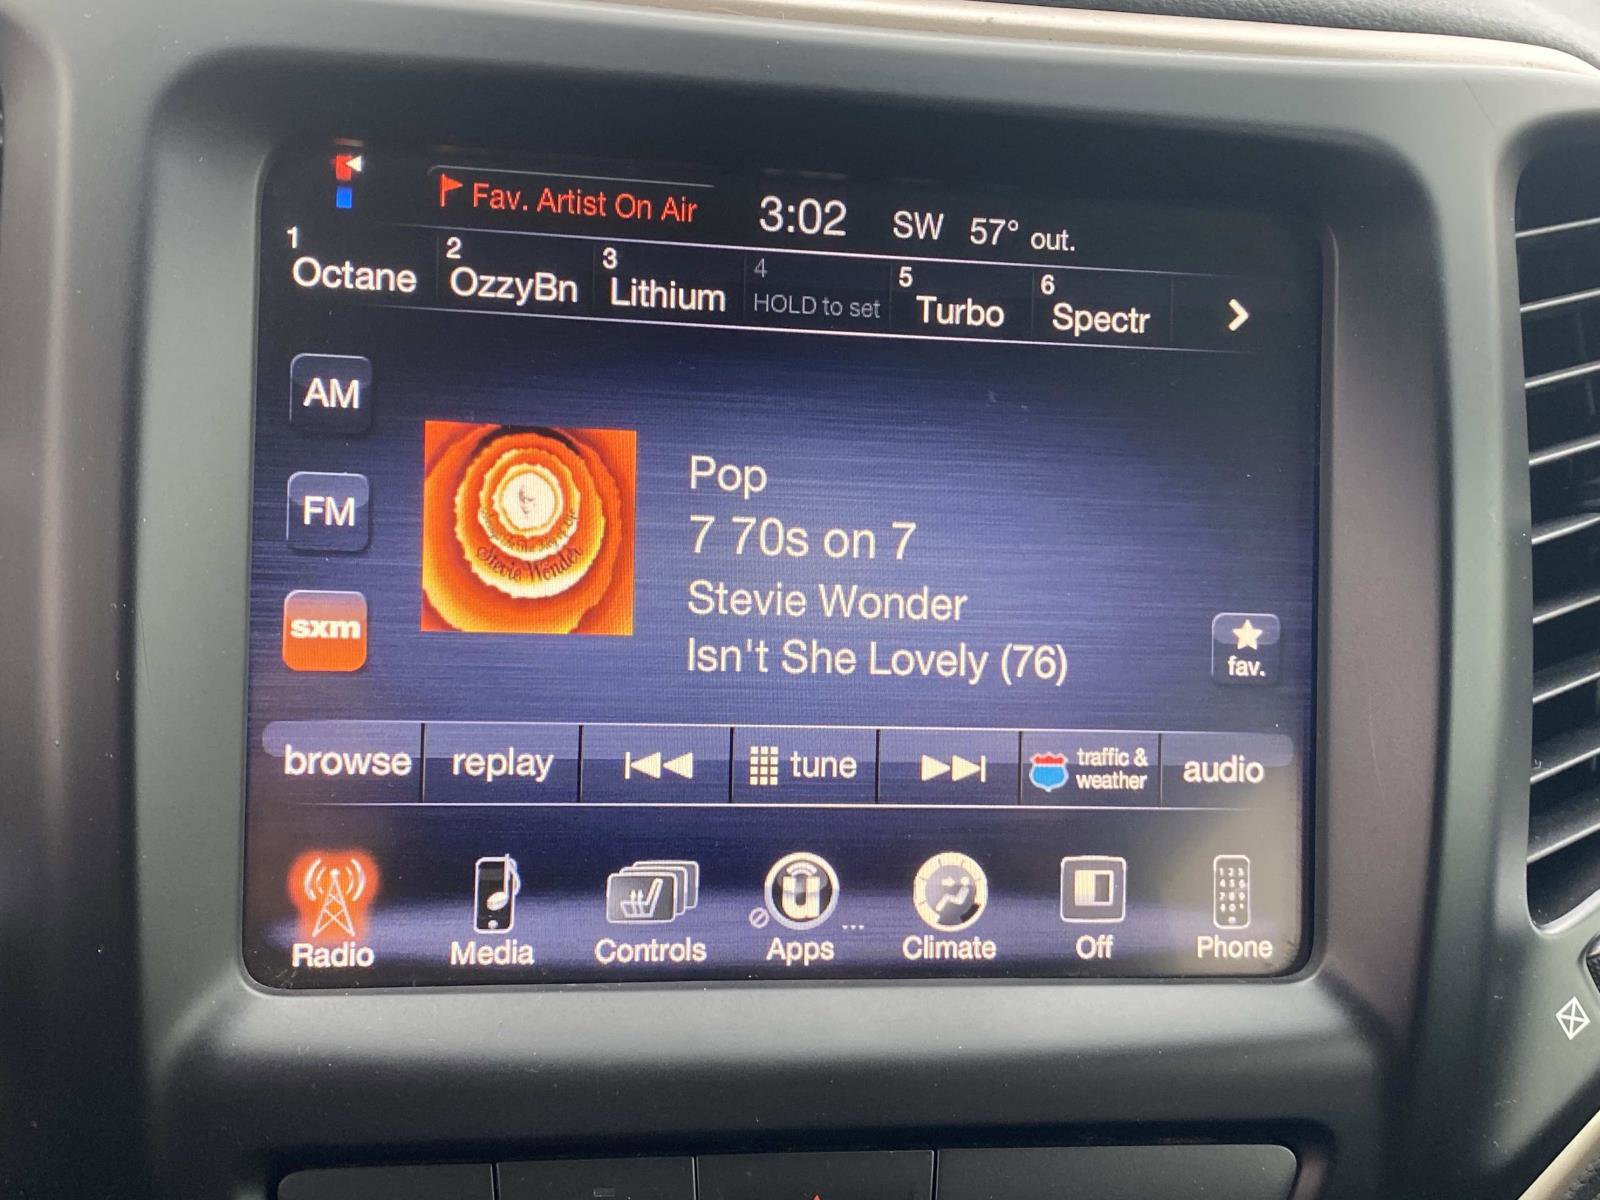 Fav. Artist On Air 3:02 SW 57° out.
1 Octane 2 OzzyBn 3 Lithium 4 HOLD to set 5 Turbo 6 Spectr
AM
FM
sxm
Stevie Wonder
Pop
7 70s on 7
Stevie Wonder
Isn't She Lovely (76)
fav.
browse replay tune traffic & weather audio
Radio Media Controls Apps ... Climate Off Phone